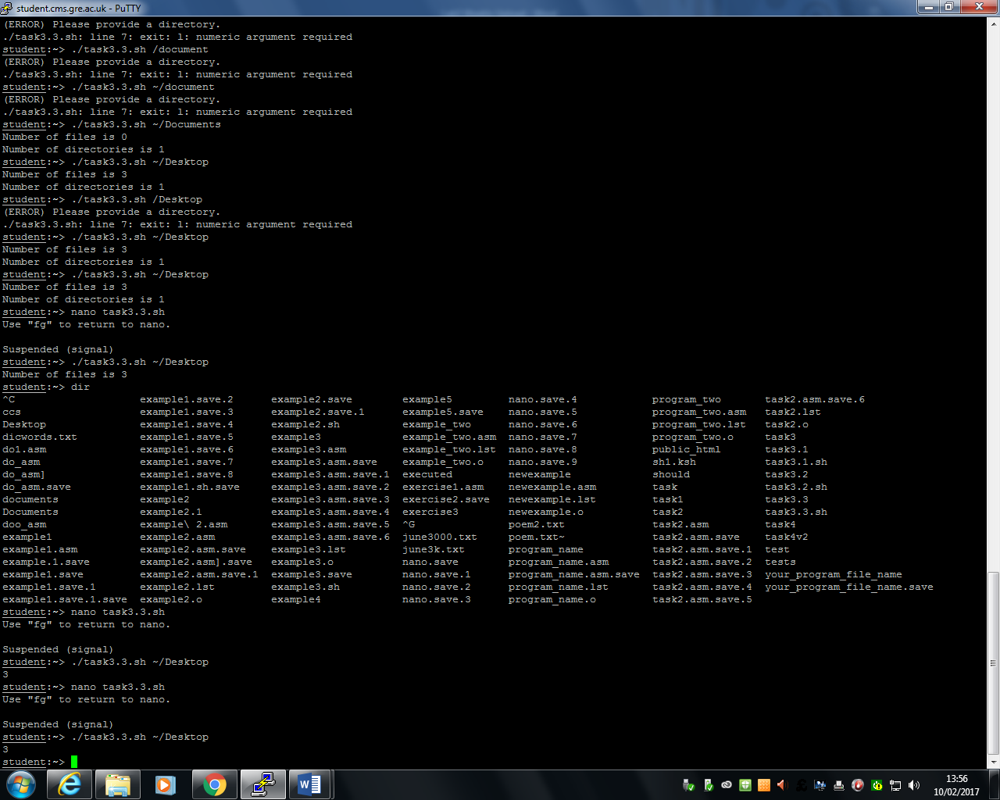 student.cms.gre.ac.uk - PuTTY
(ERROR) Please provide a directory.
./task3.3.sh: line 7: exit: l: numeric argument required
student:~> ./task3.3.sh /document
(ERROR) Please provide a directory.
./task3.3.sh: line 7: exit: l: numeric argument required
student:~> ./task3.3.sh ~/document
(ERROR) Please provide a directory.
./task3.3.sh: line 7: exit: l: numeric argument required
student:~> ./task3.3.sh ~/Documents
Number of files is 0
Number of directories is 1
student:~> ./task3.3.sh ~/Desktop
Number of files is 3
Number of directories is 1
student:~> ./task3.3.sh /Desktop
(ERROR) Please provide a directory.
./task3.3.sh: line 7: exit: l: numeric argument required
student:~> ./task3.3.sh ~/Desktop
Number of files is 3
Number of directories is 1
student:~> ./task3.3.sh ~/Desktop
Number of files is 3
Number of directories is 1
student:~> nano task3.3.sh
Use "fg" to return to nano.
Suspended (signal)
student:~> ./task3.3.sh ~/Desktop
Number of files is 3
student:~> dir
^C example1.save.2 example2.save example5 nano.save.4 program_two task2.asm.save.6
ccs example1.save.3 example2.save.1 example5.save nano.save.5 program_two.asm task2.lst
Desktop example1.save.4 example2.sh example_two nano.save.6 program_two.lst task2.o
dicwords.txt example1.save.5 example3 example_two.asm nano.save.7 program_two.o task3
do1.asm example1.save.6 example3.asm example_two.lst nano.save.8 public_html task3.1
do_asm example1.save.7 example3.asm.save example_two.o nano.save.9 sh1.ksh task3.1.sh
do_asm] example1.save.8 example3.asm.save.1 executed newexample should task3.2
do_asm.save example1.sh.save example3.asm.save.2 exercise1.asm newexample.asm task task3.2.sh
documents example2 example3.asm.save.3 exercise2.save newexample.lst task1 task3.3
Documents example2.1 example3.asm.save.4 exercise3 newexample.o task2 task3.3.sh
doo_asm example\ 2.asm example3.asm.save.5 ^G poem2.txt task2.asm task4
example1 example2.asm example3.asm.save.6 june3000.txt poem.txt~ task2.asm.save task4v2
example1.asm example2.asm.save example3.lst june3k.txt program_name task2.asm.save.1 test
example.1.save example2.asm].save example3.o nano.save program_name.asm task2.asm.save.2 tests
example1.save example2.asm.save.1 example3.save nano.save.1 program_name.asm.save task2.asm.save.3 your_program_file_name
example1.save.1 example2.lst example3.sh nano.save.2 program_name.lst task2.asm.save.4 your_program_file_name.save
example1.save.1.save example2.o example4 nano.save.3 program_name.o task2.asm.save.5
student:~> nano task3.3.sh
Use "fg" to return to nano.
Suspended (signal)
student:~> ./task3.3.sh ~/Desktop
3
student:~> nano task3.3.sh
Use "fg" to return to nano.
Suspended (signal)
student:~> ./task3.3.sh ~/Desktop
3
student:~>
13:56
10/02/2017